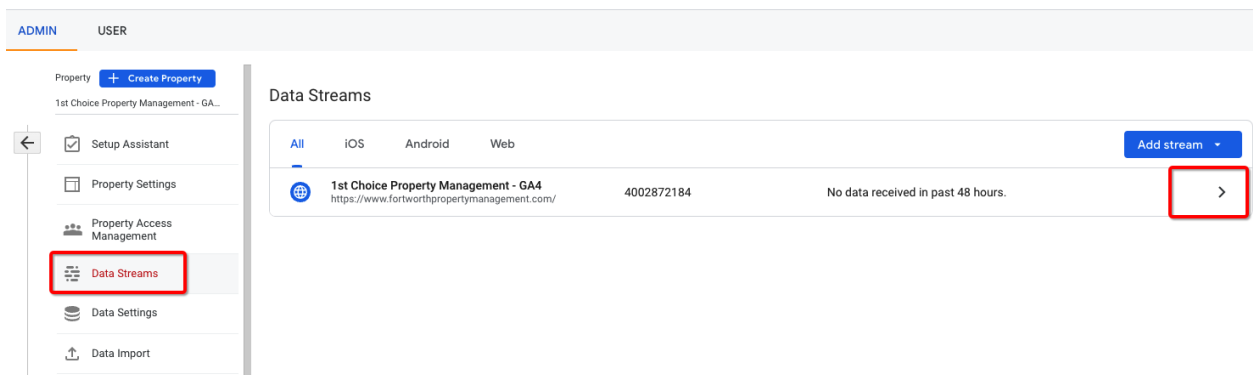 ADMIN USER
Property + Create Property
1st Choice Property Management - GA...
Setup Assistant
Property Settings
Property Access
Management
Data Streams
Data Settings
Data Import
Data Streams
All iOS Android Web Add stream
1st Choice Property Management - GA4 4002872184 No data received in past 48 hours.
https://www.fortworthpropertymanagement.com/